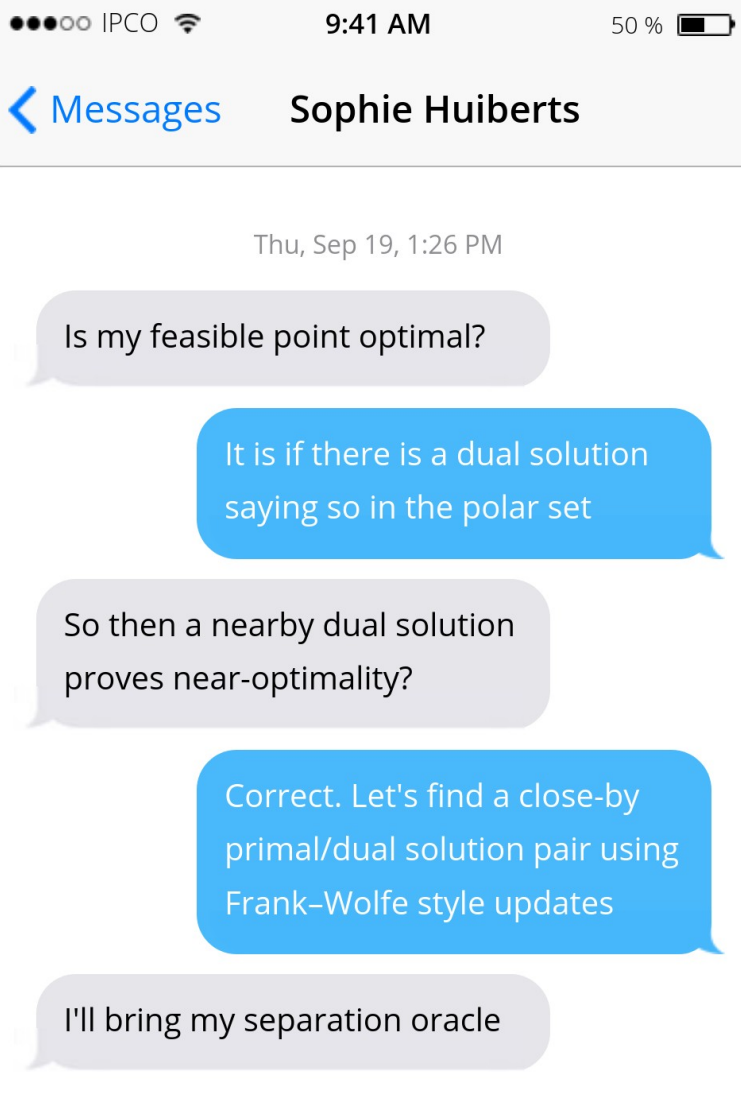 IPCO 9:41 AM 50 %
Messages Sophie Huiberts
Thu, Sep 19, 1:26 PM
Is my feasible point optimal?
It is if there is a dual solution
saying so in the polar set
So then a nearby dual solution
proves near-optimality?
Correct. Let's find a close-by
primal/dual solution pair using
Frank–Wolfe style updates
I'll bring my separation oracle